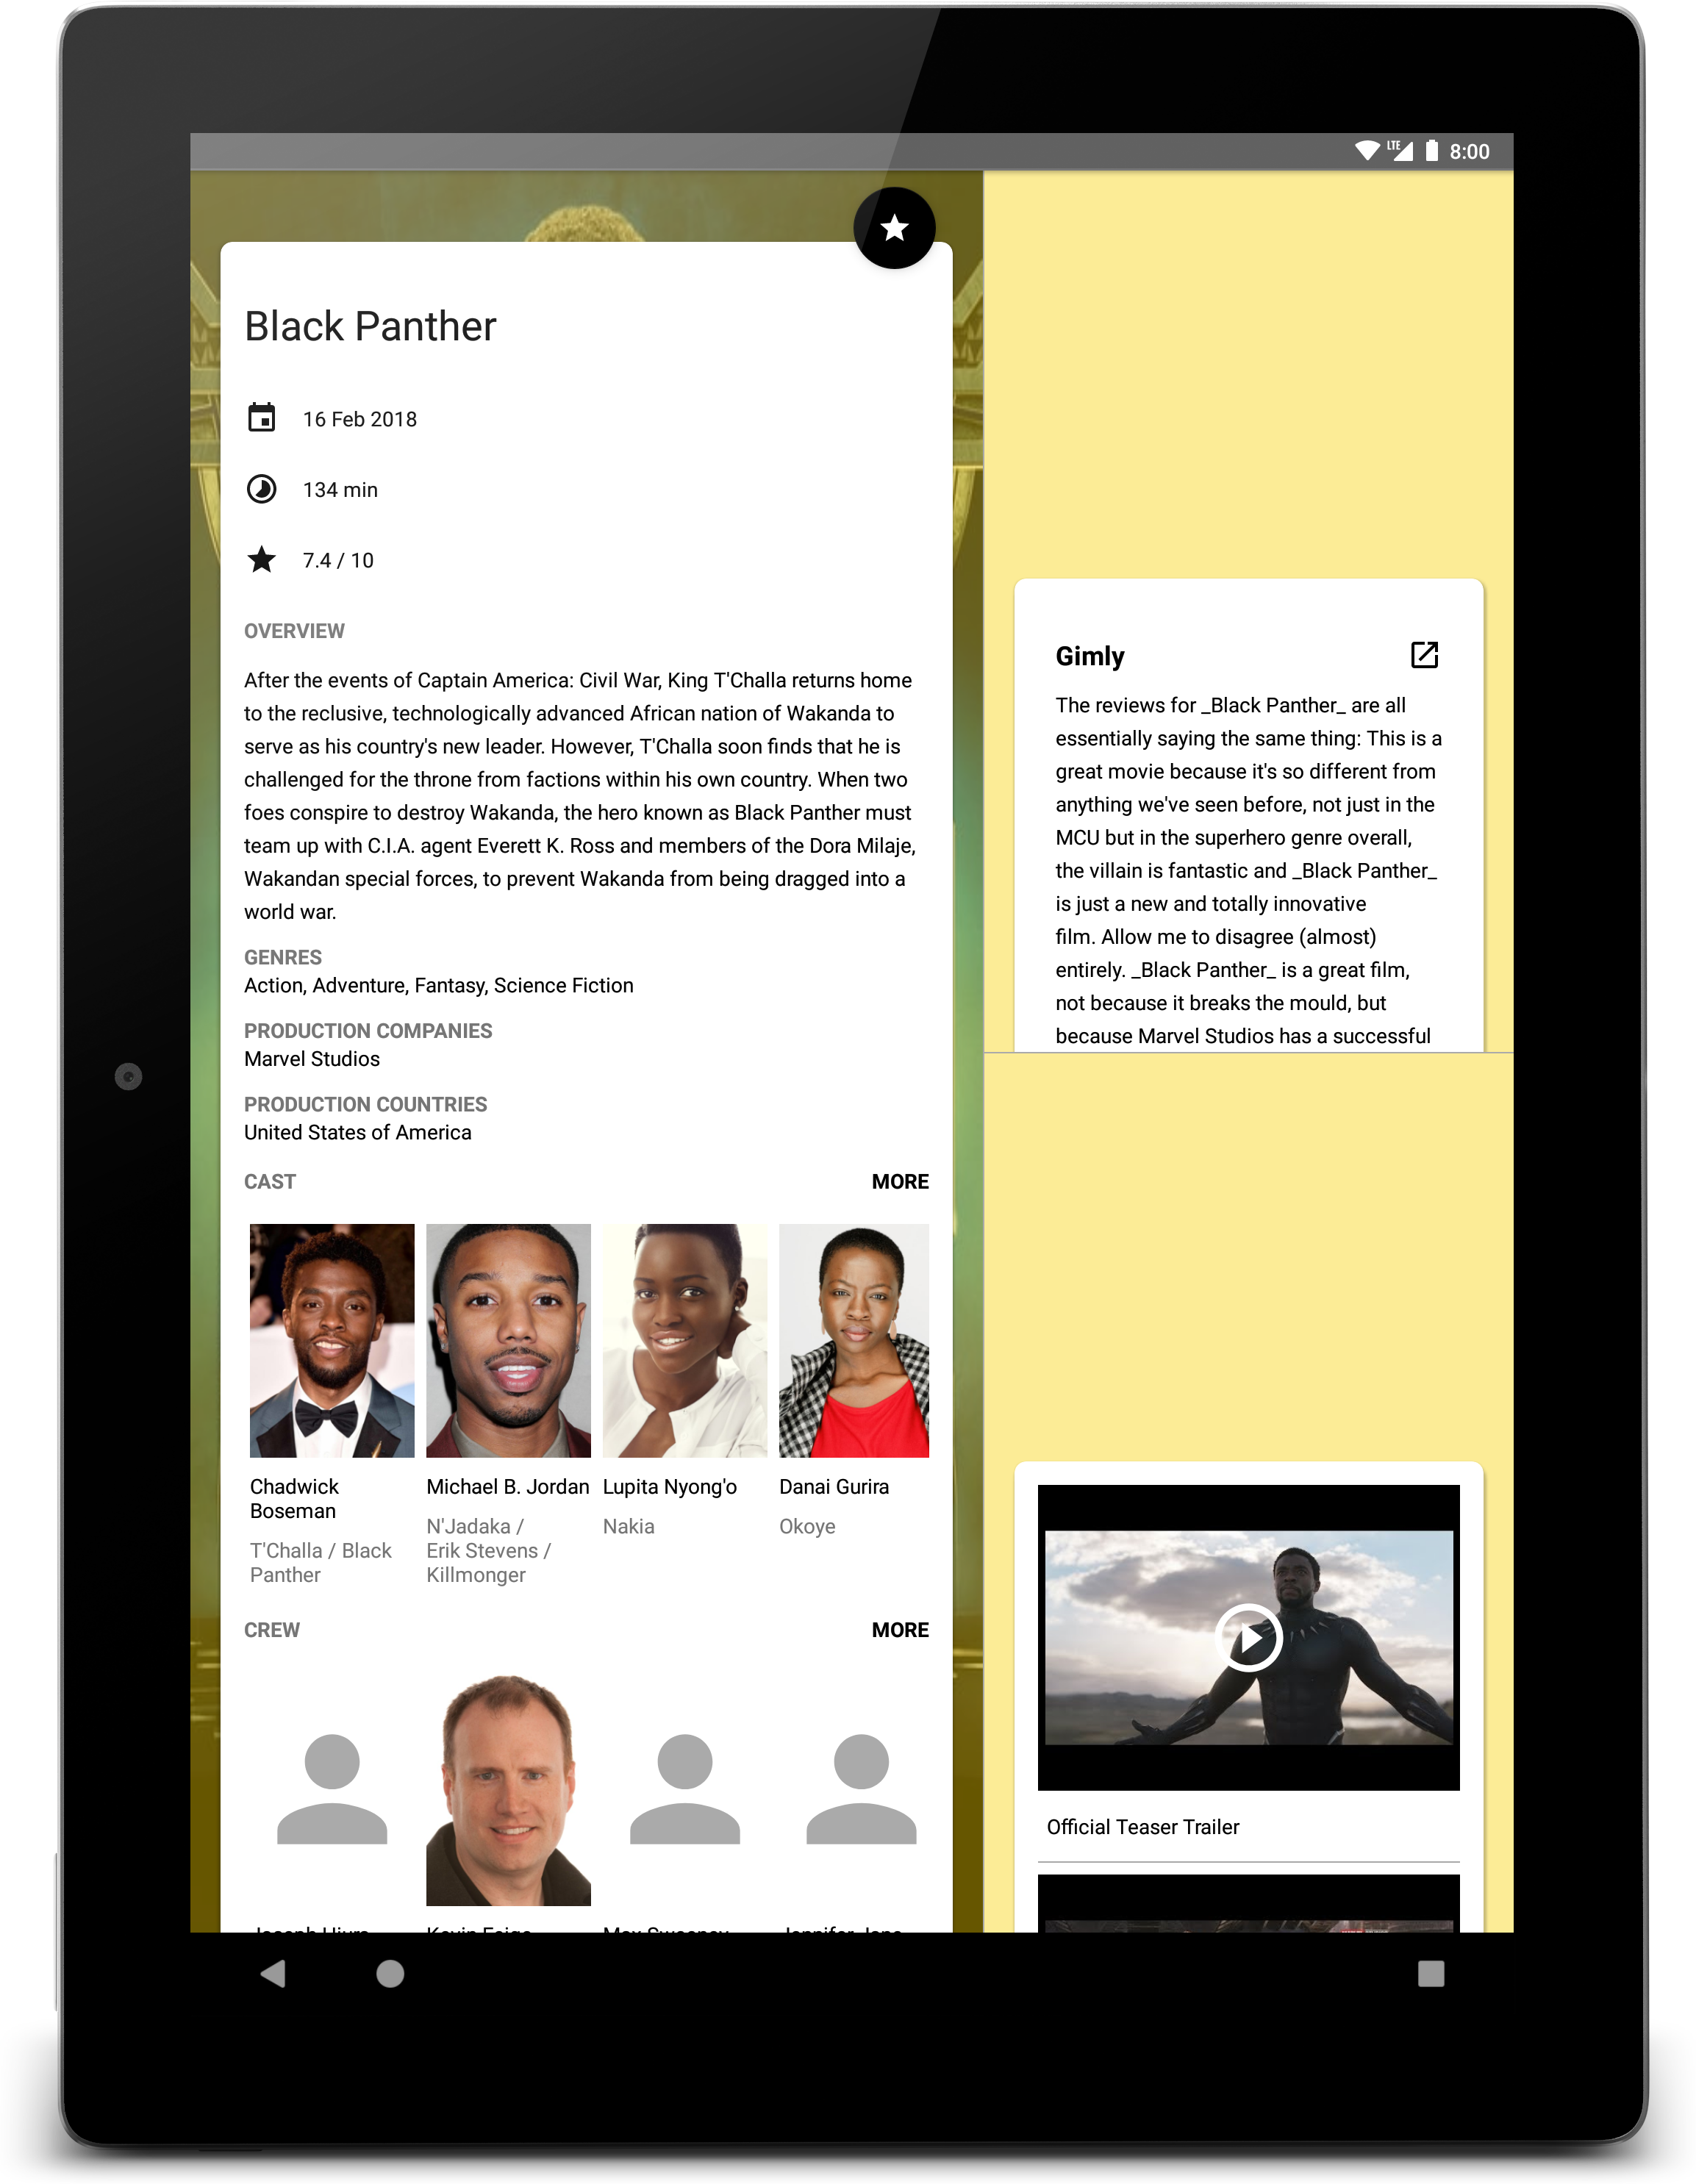 LTE 8:00
Black Panther
16 Feb 2018
134 min
7.4 / 10
OVERVIEW
After the events of Captain America: Civil War, King T'Challa returns home
to the reclusive, technologically advanced African nation of Wakanda to
serve as his country's new leader. However, T'Challa soon finds that he is
challenged for the throne from factions within his own country. When two
foes conspire to destroy Wakanda, the hero known as Black Panther must
team up with C.I.A. agent Everett K. Ross and members of the Dora Milaje,
Wakandan special forces, to prevent Wakanda from being dragged into a
world war.
GENRES
Action, Adventure, Fantasy, Science Fiction
PRODUCTION COMPANIES
Marvel Studios
PRODUCTION COUNTRIES
United States of America
CAST MORE
Chadwick
Boseman
T'Challa / Black
Panther
Michael B. Jordan
N'Jadaka /
Erik Stevens /
Killmonger
Lupita Nyong'o
Nakia
Danai Gurira
Okoye
CREW MORE
Kevin Feige
Gimly
The reviews for _Black Panther_ are all
essentially saying the same thing: This is a
great movie because it's so different from
anything we've seen before, not just in the
MCU but in the superhero genre overall,
the villain is fantastic and _Black Panther_
is just a new and totally innovative
film. Allow me to disagree (almost)
entirely. _Black Panther_ is a great film,
not because it breaks the mould, but
because Marvel Studios has a successful
Official Teaser Trailer